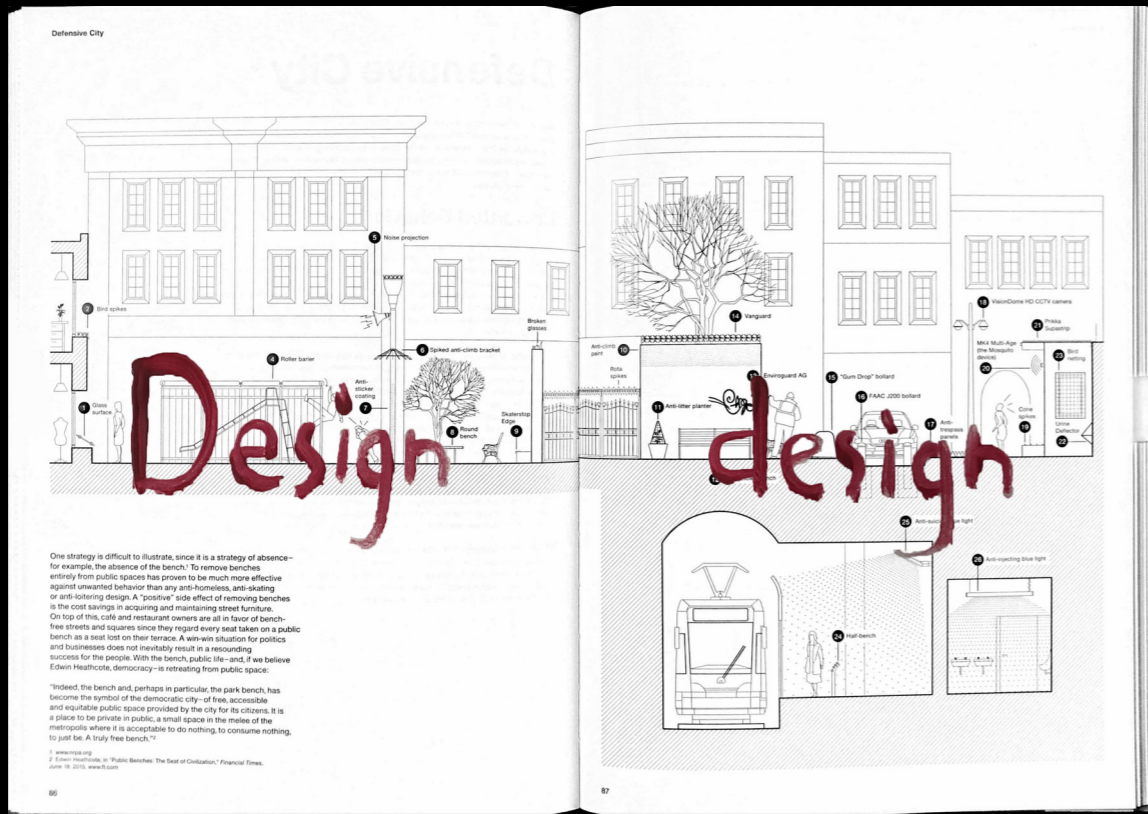 Defensive City
5 Noise projection
2 Bird spikes
Broken
glasses
4 Roller barier
6 Spiked anti-climb bracket
Anti-
sticker
coating
7
1 Glass
surface
8 Round
bench
Skaterstop
Edge
9
Design
One strategy is difficult to illustrate, since it is a strategy of absence–
for example, the absence of the bench.¹ To remove benches
entirely from public spaces has proven to be much more effective
against unwanted behavior than any anti-homeless, anti-skating
or anti-loitering design. A "positive" side effect of removing benches
is the cost savings in acquiring and maintaining street furniture.
On top of this, café and restaurant owners are all in favor of bench-
free streets and squares since they regard every seat taken on a public
bench as a seat lost on their terrace. A win-win situation for politics
and businesses does not inevitably result in a resounding
success for the people. With the bench, public life–and, if we believe
Edwin Heathcote, democracy–is retreating from public space:
"Indeed, the bench and, perhaps in particular, the park bench, has
become the symbol of the democratic city–of free, accessible
and equitable public space provided by the city for its citizens. It is
a place to be private in public, a small space in the melee of the
metropolis where it is acceptable to do nothing, to consume nothing,
to just be. A truly free bench."²
1 www.nrpa.org
2 Edwin Heathcote, in "Public Benches: The Seat of Civilization," Financial Times,
June 19, 2015, www.ft.com
86
14 Vanguard
Anti-climb
paint
10
Rolla
spikes
Enviroguard AG
11 Anti-litter planter
15 "Gum Drop" bollard
16 FAAC J200 bollard
17 Anti-
trespass
panels
18 VisionDome HD CCTV camera
21 Prikka
Supastrip
MK4 Multi-Age
(the Mosquito
device)
20
23 Bird
netting
Cone
spikes
19
Urine
Deflector
22
design
25 light
26 Anti-injecting blue light
24 Half-bench
87